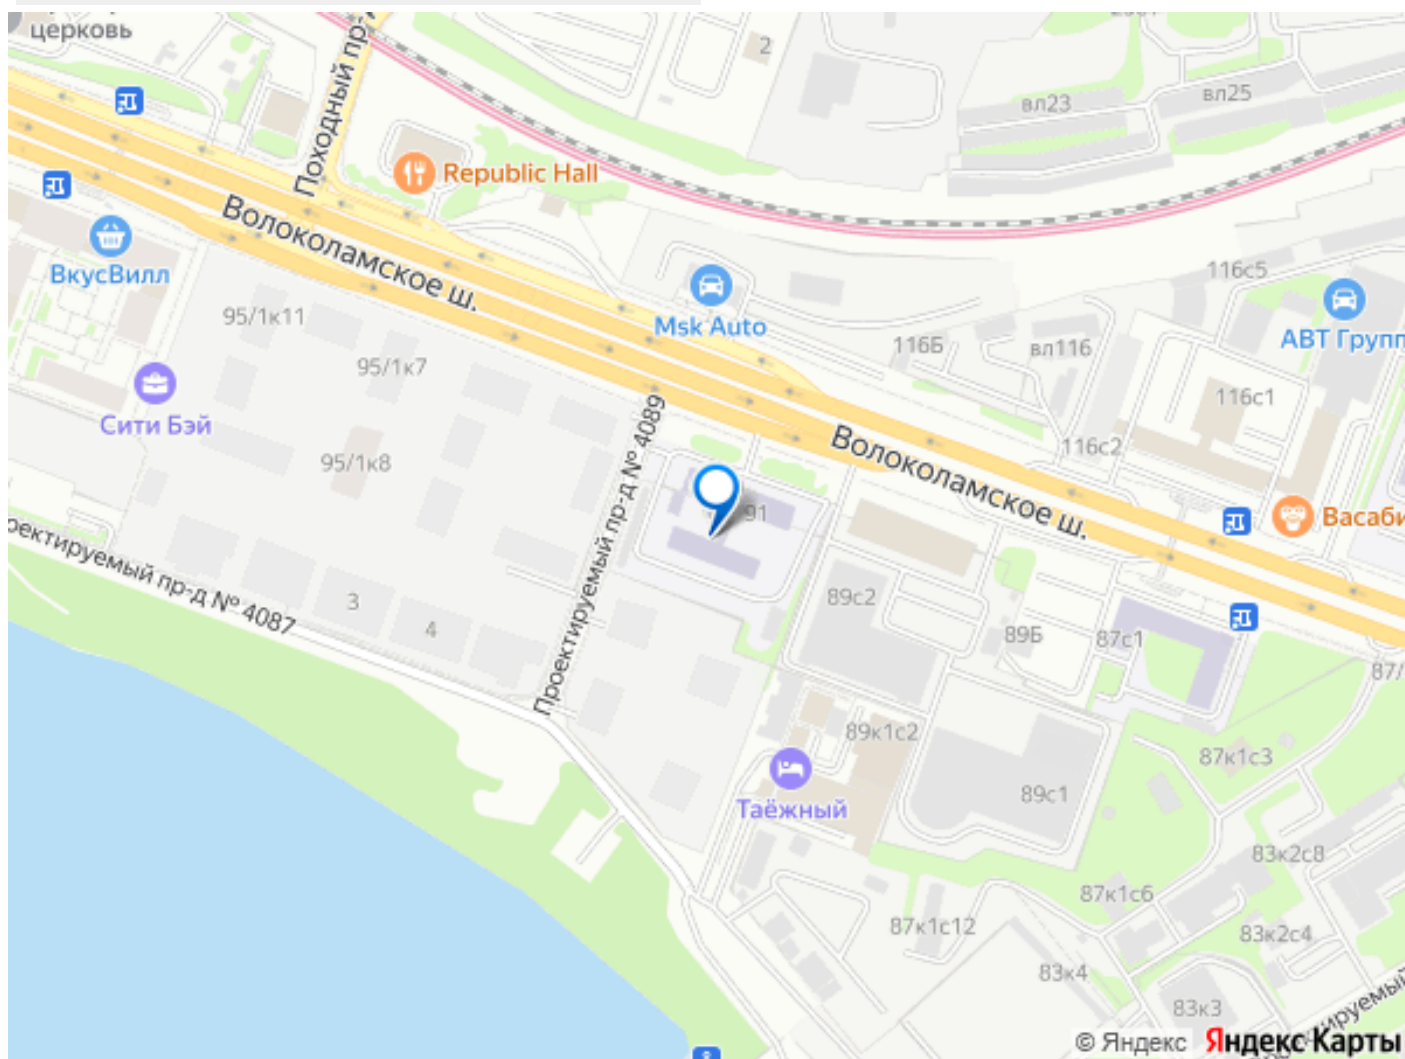 церковь
Походный пр-
2
вл23
вл25
Republic Hall
Волоколамское ш.
ВкусВилл
Msk Auto
116с5
АВТ Групп
95/1к11
95/1к7
116Б
вл116
116с1
Сити Бэй
95/1к8
Проектируемый пр-д № 4089
116с2
Волоколамское ш.
91
Васаби
роектируемый пр-д № 4087
3
4
89с2
89Б
87с1
87/
89к1с2
87к1с3
Таёжный
89с1
83к2с8
87к1с6
87к1с12
83к2с4
83к4
83к3
ктируемый
© Яндекс
Яндекс Карты